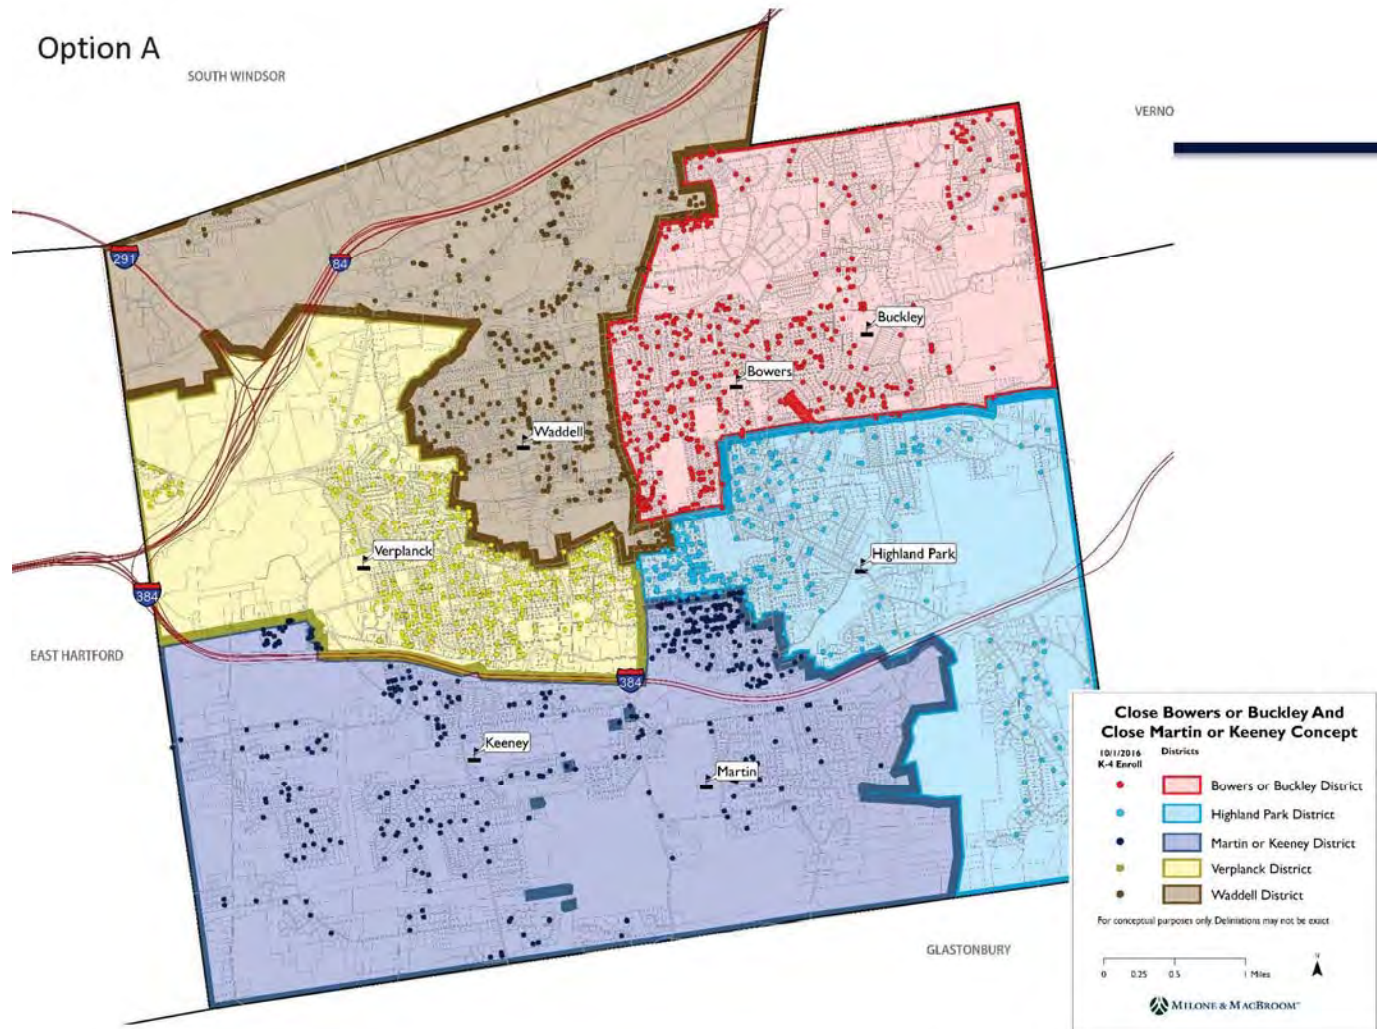 Option A
SOUTH WINDSOR
VERNO
291
84
Buckley
Bowers
Waddell
Verplanck
Highland Park
384
EAST HARTFORD
384
Keeney
Martin
GLASTONBURY
Close Bowers or Buckley And
Close Martin or Keeney Concept
10/1/2016 Districts
K-4 Enroll
Bowers or Buckley District
Highland Park District
Martin or Keeney District
Verplanck District
Waddell District
For conceptual purposes only. Deliniations may not be exact
N
0 0.25 0.5 1 Miles
MILONE & MACBROOM™